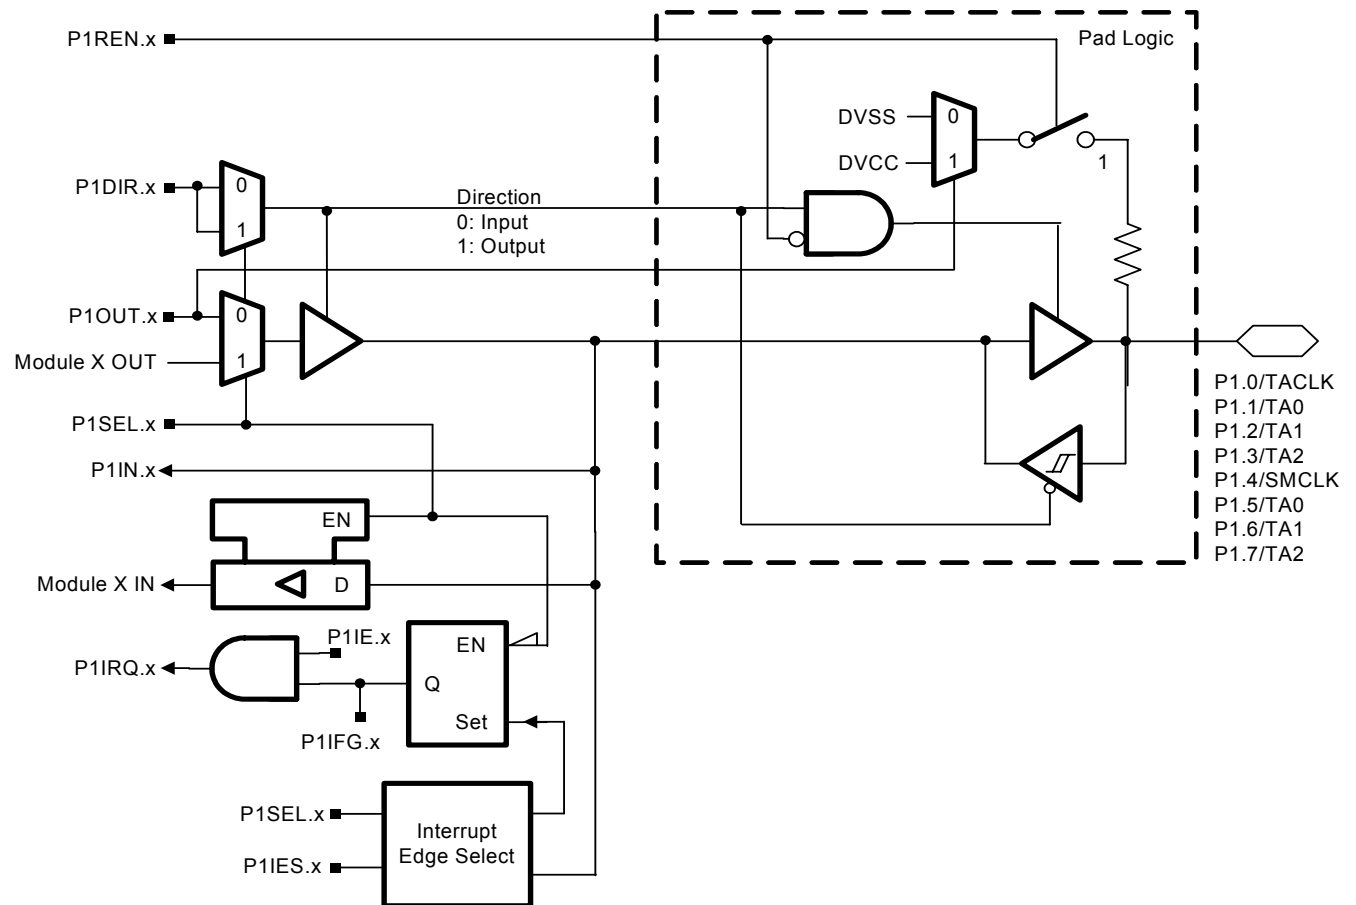 P1REN.x
Pad Logic
DVSS
0
DVCC
1
1
P1DIR.x
0
1
Direction
0: Input
1: Output
P1OUT.x
0
Module X OUT
1
P1SEL.x
P1IN.x
EN
Module X IN
D
P1IRQ.x
P1IE.x
P1IFG.x
EN
Q
Set
P1SEL.x
P1IES.x
Interrupt
Edge Select
P1.0/TACLK
P1.1/TA0
P1.2/TA1
P1.3/TA2
P1.4/SMCLK
P1.5/TA0
P1.6/TA1
P1.7/TA2